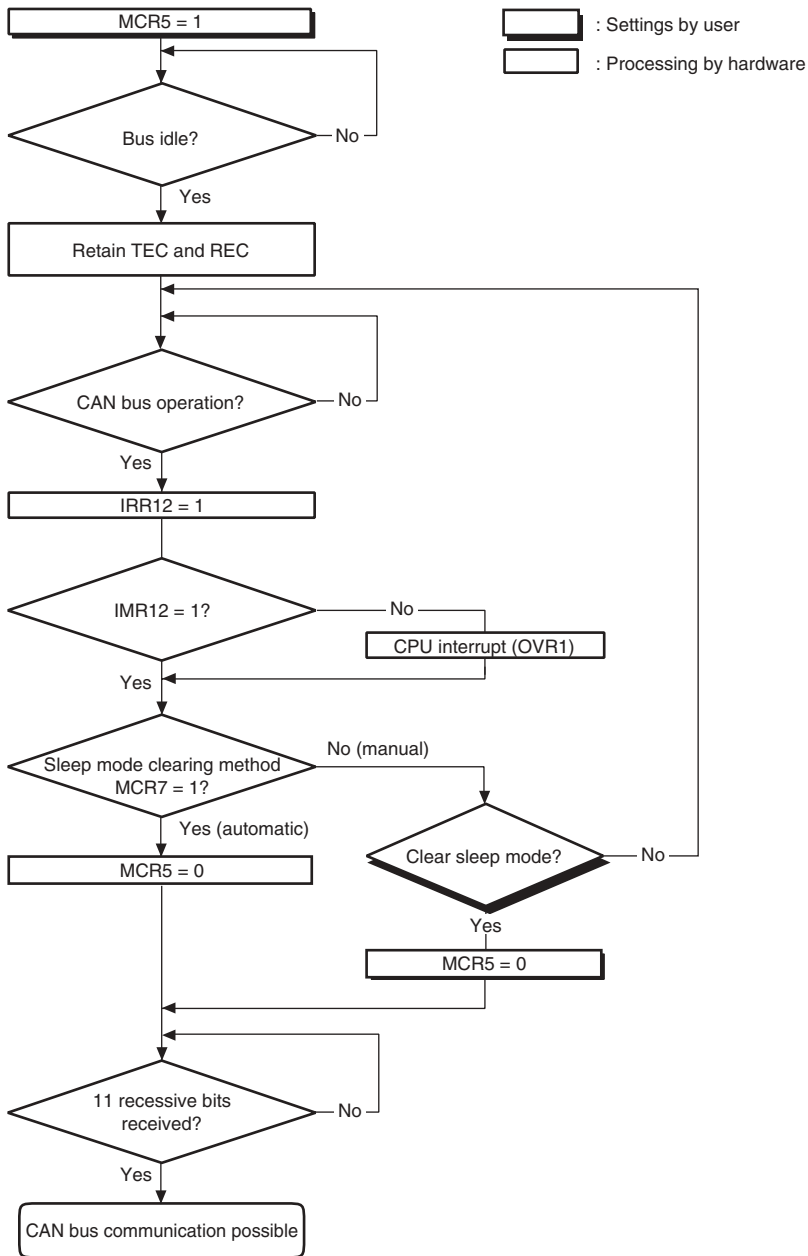 MCR5 = 1
: Settings by user
: Processing by hardware
Bus idle?
No
Yes
Retain TEC and REC
CAN bus operation?
No
Yes
IRR12 = 1
IMR12 = 1?
No
CPU interrupt (OVR1)
Yes
Sleep mode clearing method
MCR7 = 1?
No (manual)
Yes (automatic)
Clear sleep mode?
No
MCR5 = 0
Yes
MCR5 = 0
11 recessive bits
received?
No
Yes
CAN bus communication possible